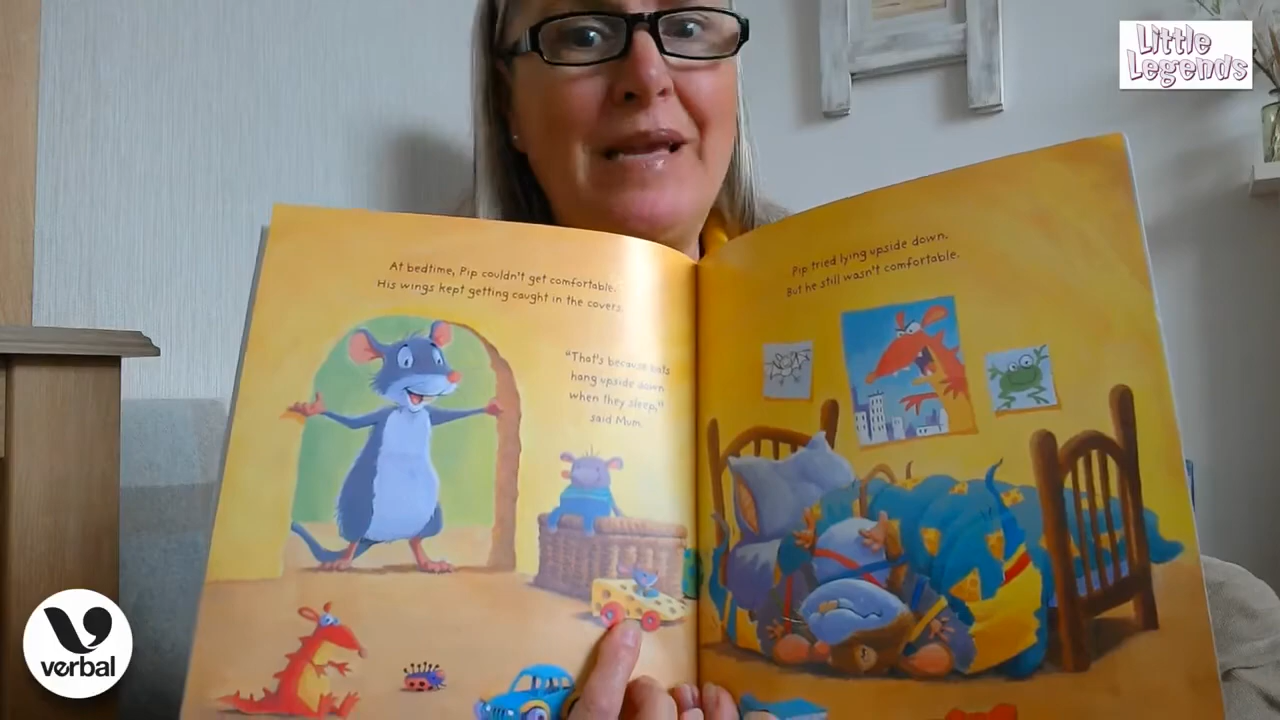 Little
Legends
At bedtime, Pip couldn't get comfortable.
His wings kept getting caught in the covers.
"That's because bats
hang upside down
when they sleep,"
said Mum.
Pip tried lying upside down.
But he still wasn't comfortable.
verbal